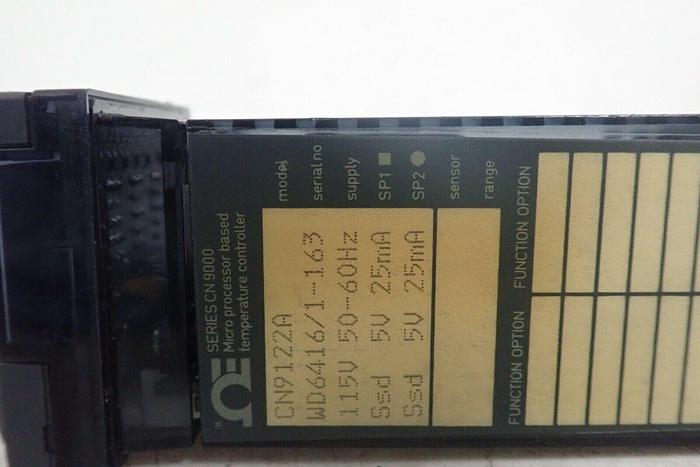 SERIES CN 9000
Micro processor based
temperature controller
CN9122A model
WD6416/1-163 serial no
115V 50-60Hz supply
Ssd 5V 25mA SP1
Ssd 5V 25mA SP2
sensor
range
FUNCTION OPTION FUNCTION OPTION